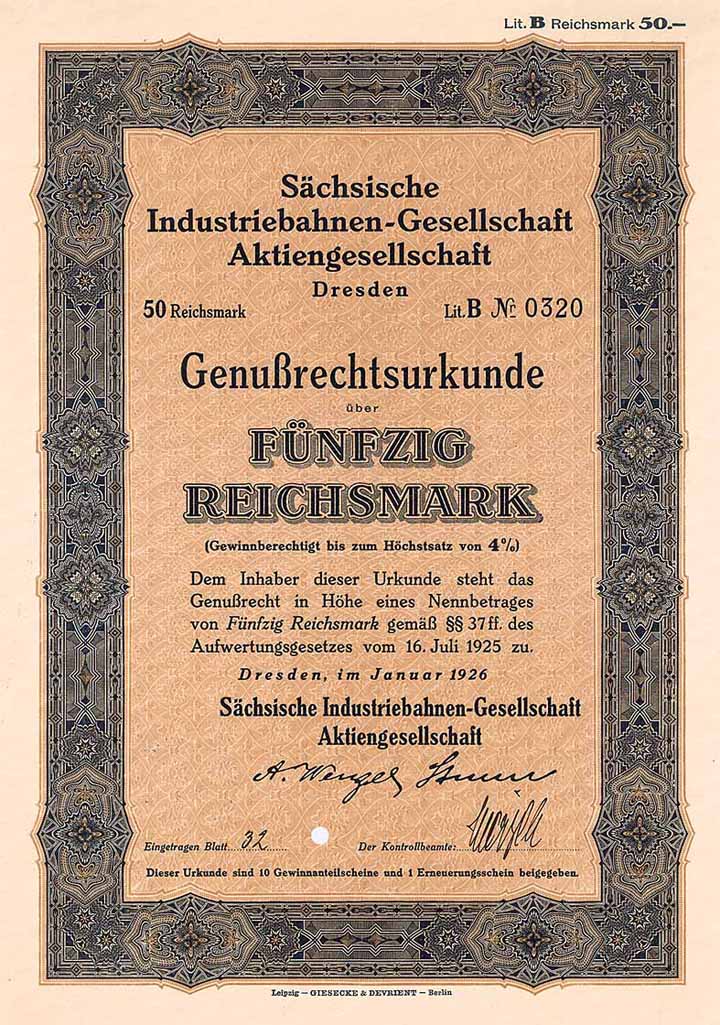 Lit. B Reichsmark 50.—
Sächsische
Industriebahnen-Gesellschaft
Aktiengesellschaft
Dresden
50 Reichsmark Lit. B Nr. 0320
Genußrechtsurkunde
über
FÜNFZIG
REICHSMARK
(Gewinnberechtigt bis zum Höchstsatz von 4%)
Dem Inhaber dieser Urkunde steht das
Genußrecht in Höhe eines Nennbetrages
von Fünfzig Reichsmark gemäß §§ 37 ff. des
Aufwertungsgesetzes vom 16. Juli 1925 zu.
Dresden, im Januar 1926
Sächsische Industriebahnen-Gesellschaft
Aktiengesellschaft
A. Wenzel
Eingetragen Blatt 32 Der Kontrollbeamte:
Dieser Urkunde sind 10 Gewinnanteilscheine und 1 Erneuerungsschein beigegeben.
Leipzig — GIESECKE & DEVRIENT — Berlin